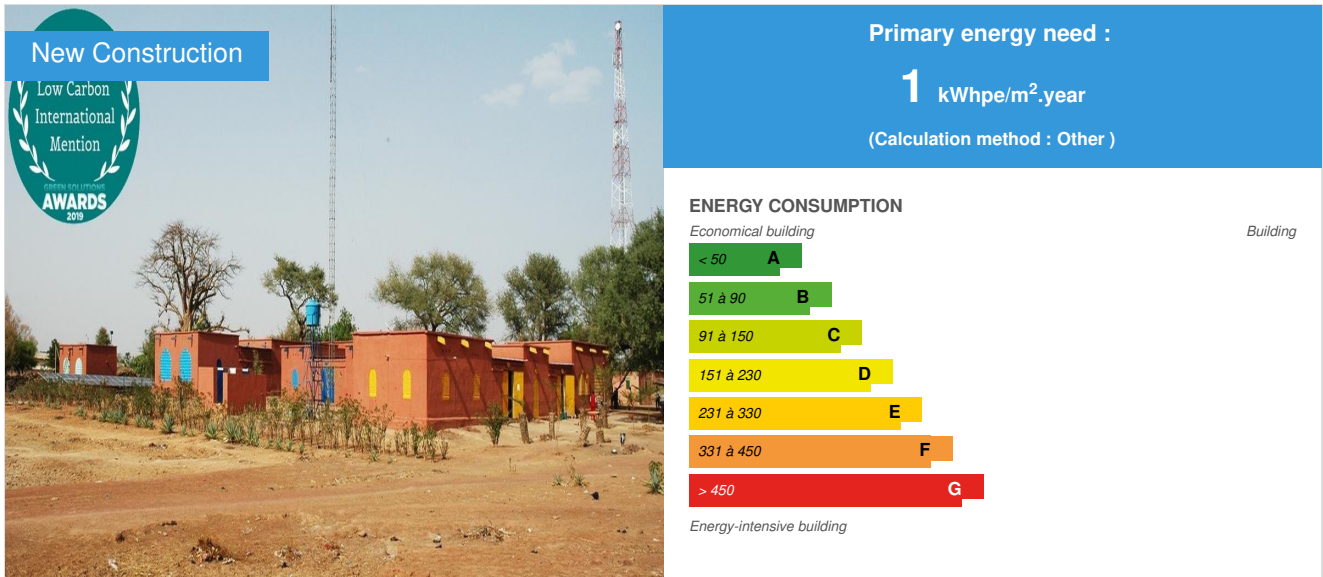 New Construction
Low Carbon
International
Mention
GREEN SOLUTIONS
AWARDS
2019
Primary energy need :
1 kWhpe/m².year
(Calculation method : Other )
ENERGY CONSUMPTION
Economical building Building
< 50 A
51 à 90 B
91 à 150 C
151 à 230 D
231 à 330 E
331 à 450 F
> 450 G
Energy-intensive building